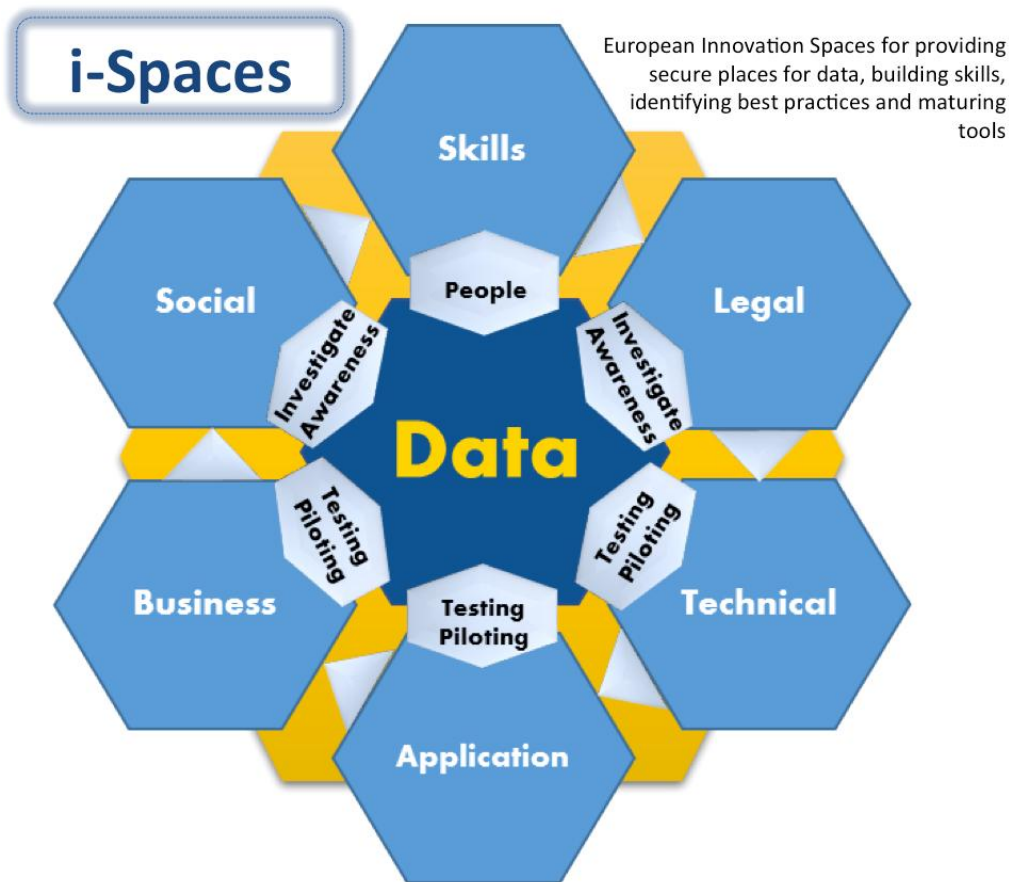 i-Spaces
European Innovation Spaces for providing
secure places for data, building skills,
identifying best practices and maturing
tools
Skills
People
Social
Legal
Investigate
Awareness
Investigate
Awareness
Data
Testing
Piloting
Testing
Piloting
Business
Testing
Piloting
Technical
Application